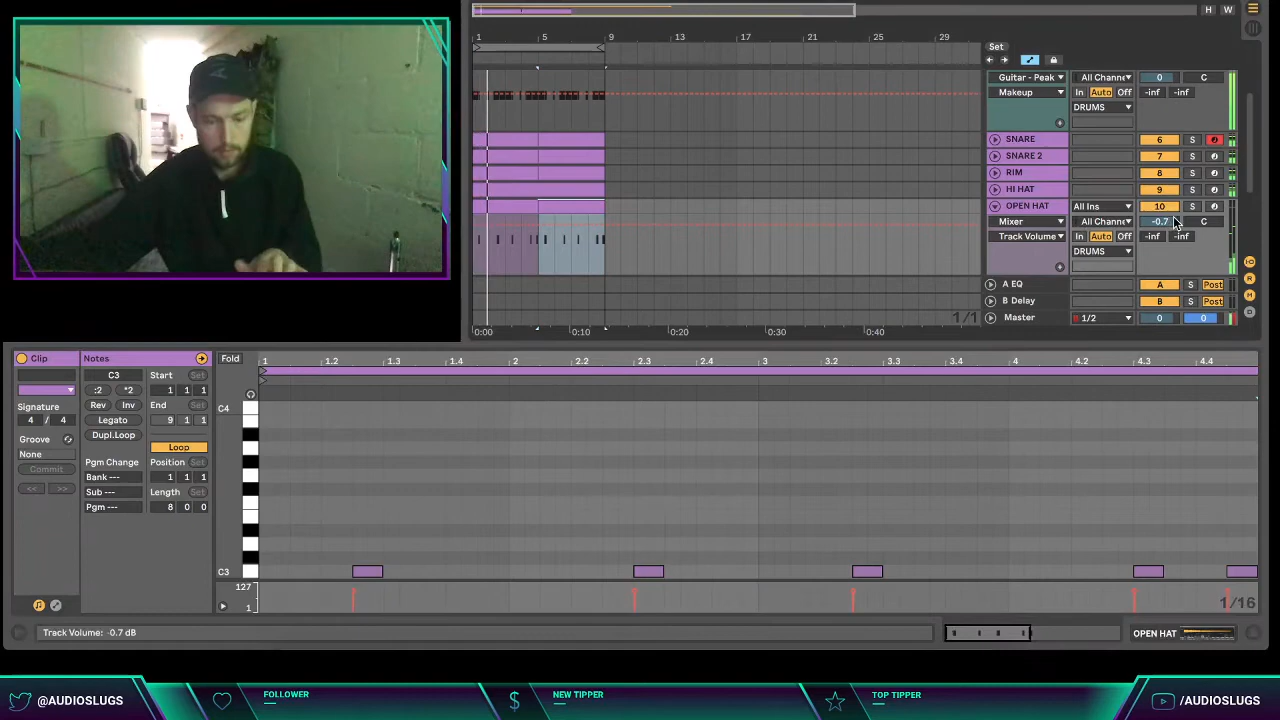 H W
1 5 9 13 17 21 25 29
Set
Guitar - Peak All Channe 0 C
Makeup In Auto Off -inf -inf
DRUMS
SNARE 6 S
SNARE 2 7 S
RIM 8 S
HI HAT 9 S
OPEN HAT All Ins 10 S
Mixer All Channe -0.7 C
Track Volume In Auto Off -inf -inf
DRUMS
A EQ A S Post
B Delay B S Post
Master 1/2 0 0
1/1
0:00 0:10 0:20 0:30 0:40
Clip Notes Fold 1 1.2 1.3 1.4 2 2.2 2.3 2.4 3 3.2 3.3 3.4 4 4.2 4.3 4.4
C3 Start Set
:2 *2 1 1 1
Signature Rev Inv End Set C4
4 / 4 Legato 9 1 1
Groove Dupl.Loop
None Loop
Commit Pgm Change Position Set
<< >> Bank --- 1 1 1
Sub --- Length Set
Pgm --- 8 0 0
C3
127
1
1/16
Track Volume: -0.7 dB OPEN HAT
@AUDIOSLUGS FOLLOWER NEW TIPPER TOP TIPPER /AUDIOSLUGS